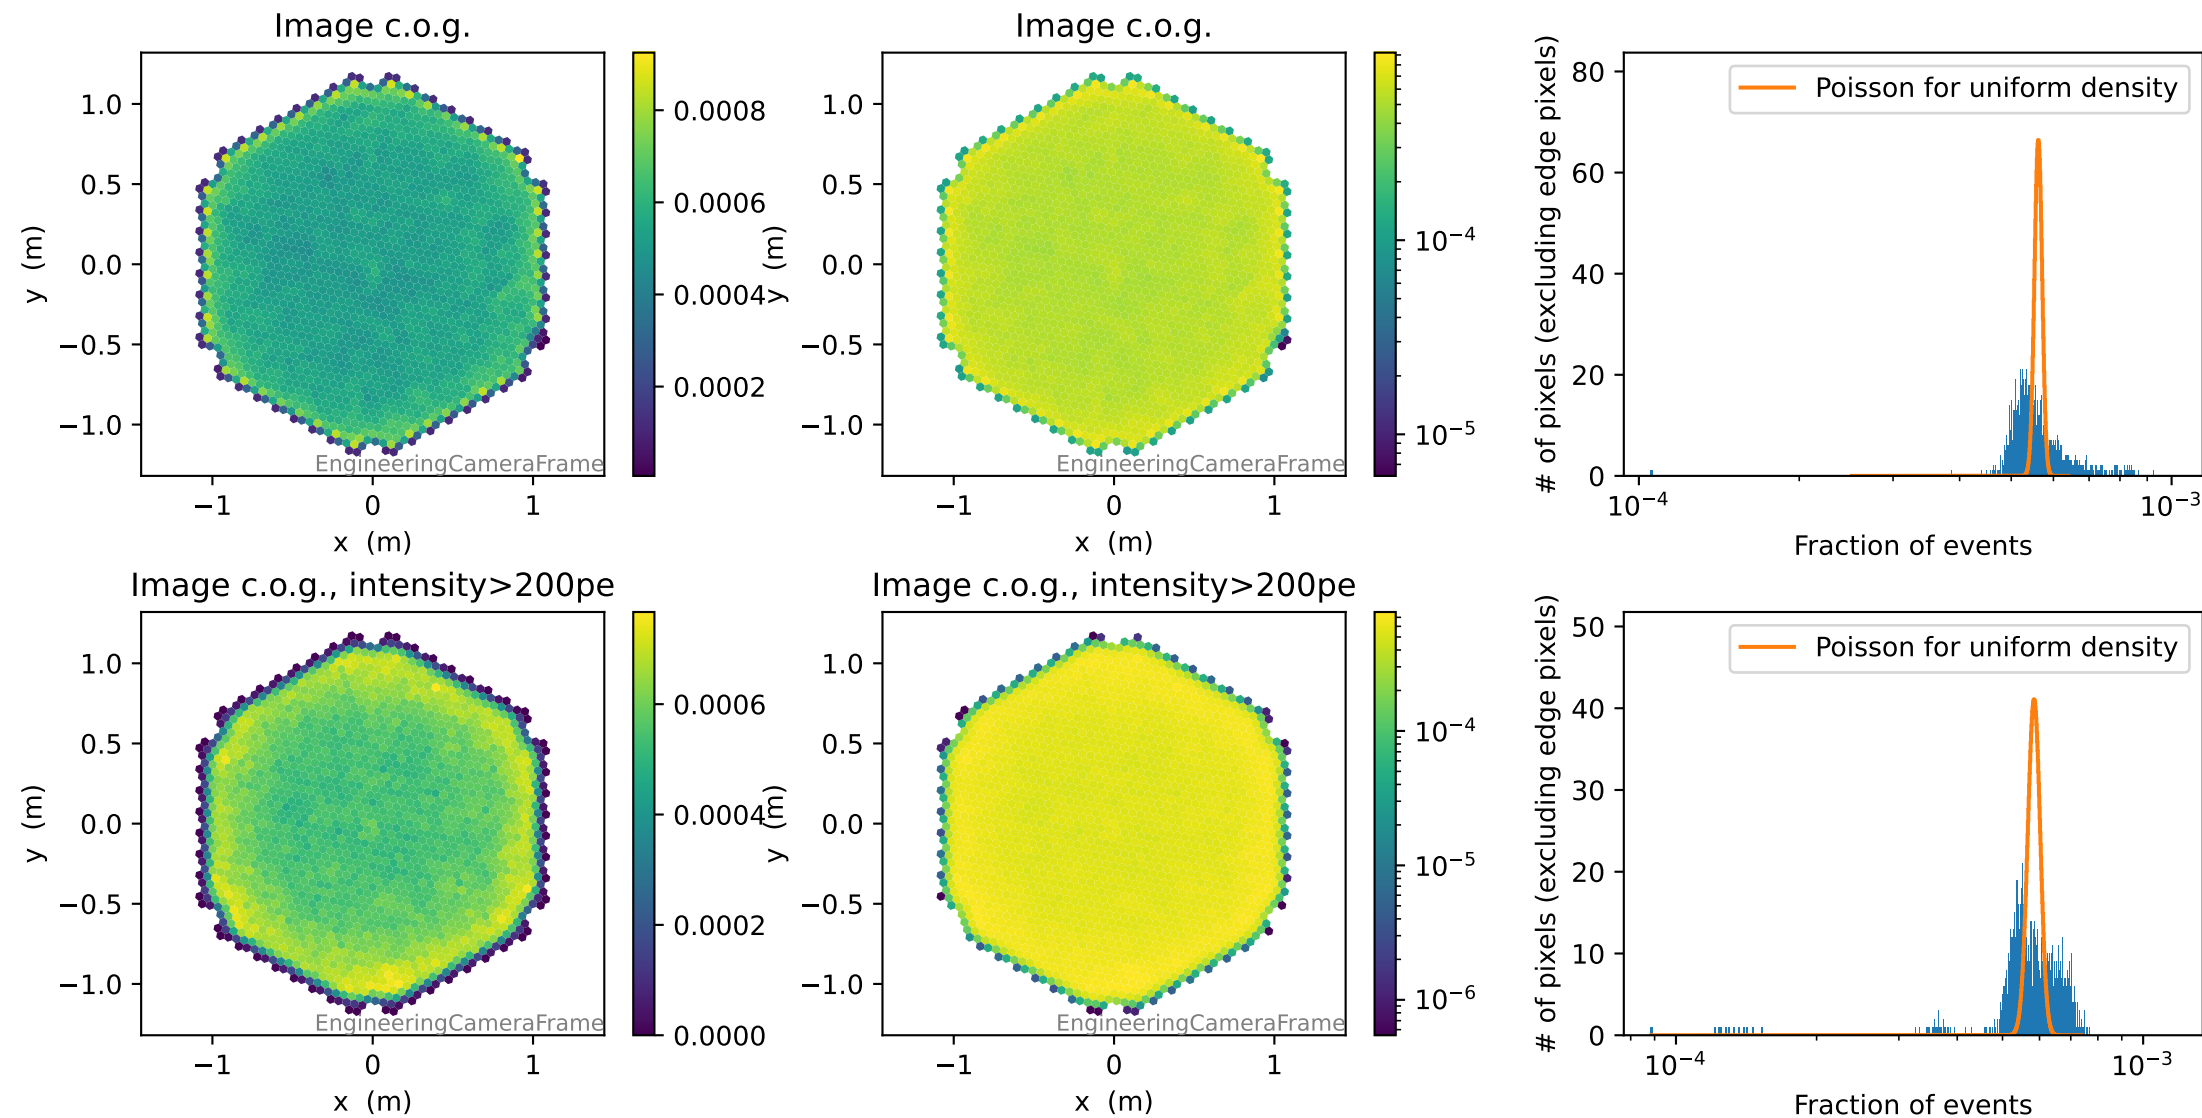 Image c.o.g.
y (m)
1.0
0.5
0.0
−0.5
−1.0
EngineeringCameraFrame
−1 0 1
x (m)
0.0008
0.0006
0.0004
0.0002
Image c.o.g.
y (m)
1.0
0.5
0.0
−0.5
−1.0
EngineeringCameraFrame
−1 0 1
x (m)
10⁻⁴
10⁻⁵
# of pixels (excluding edge pixels)
80
60
40
20
0
Poisson for uniform density
10⁻⁴ 10⁻³
Fraction of events
Image c.o.g., intensity>200pe
y (m)
1.0
0.5
0.0
−0.5
−1.0
EngineeringCameraFrame
−1 0 1
x (m)
0.0006
0.0004
0.0002
0.0000
Image c.o.g., intensity>200pe
y (m)
1.0
0.5
0.0
−0.5
−1.0
EngineeringCameraFrame
−1 0 1
x (m)
10⁻⁴
10⁻⁵
10⁻⁶
# of pixels (excluding edge pixels)
50
40
30
20
10
0
Poisson for uniform density
10⁻⁴ 10⁻³
Fraction of events